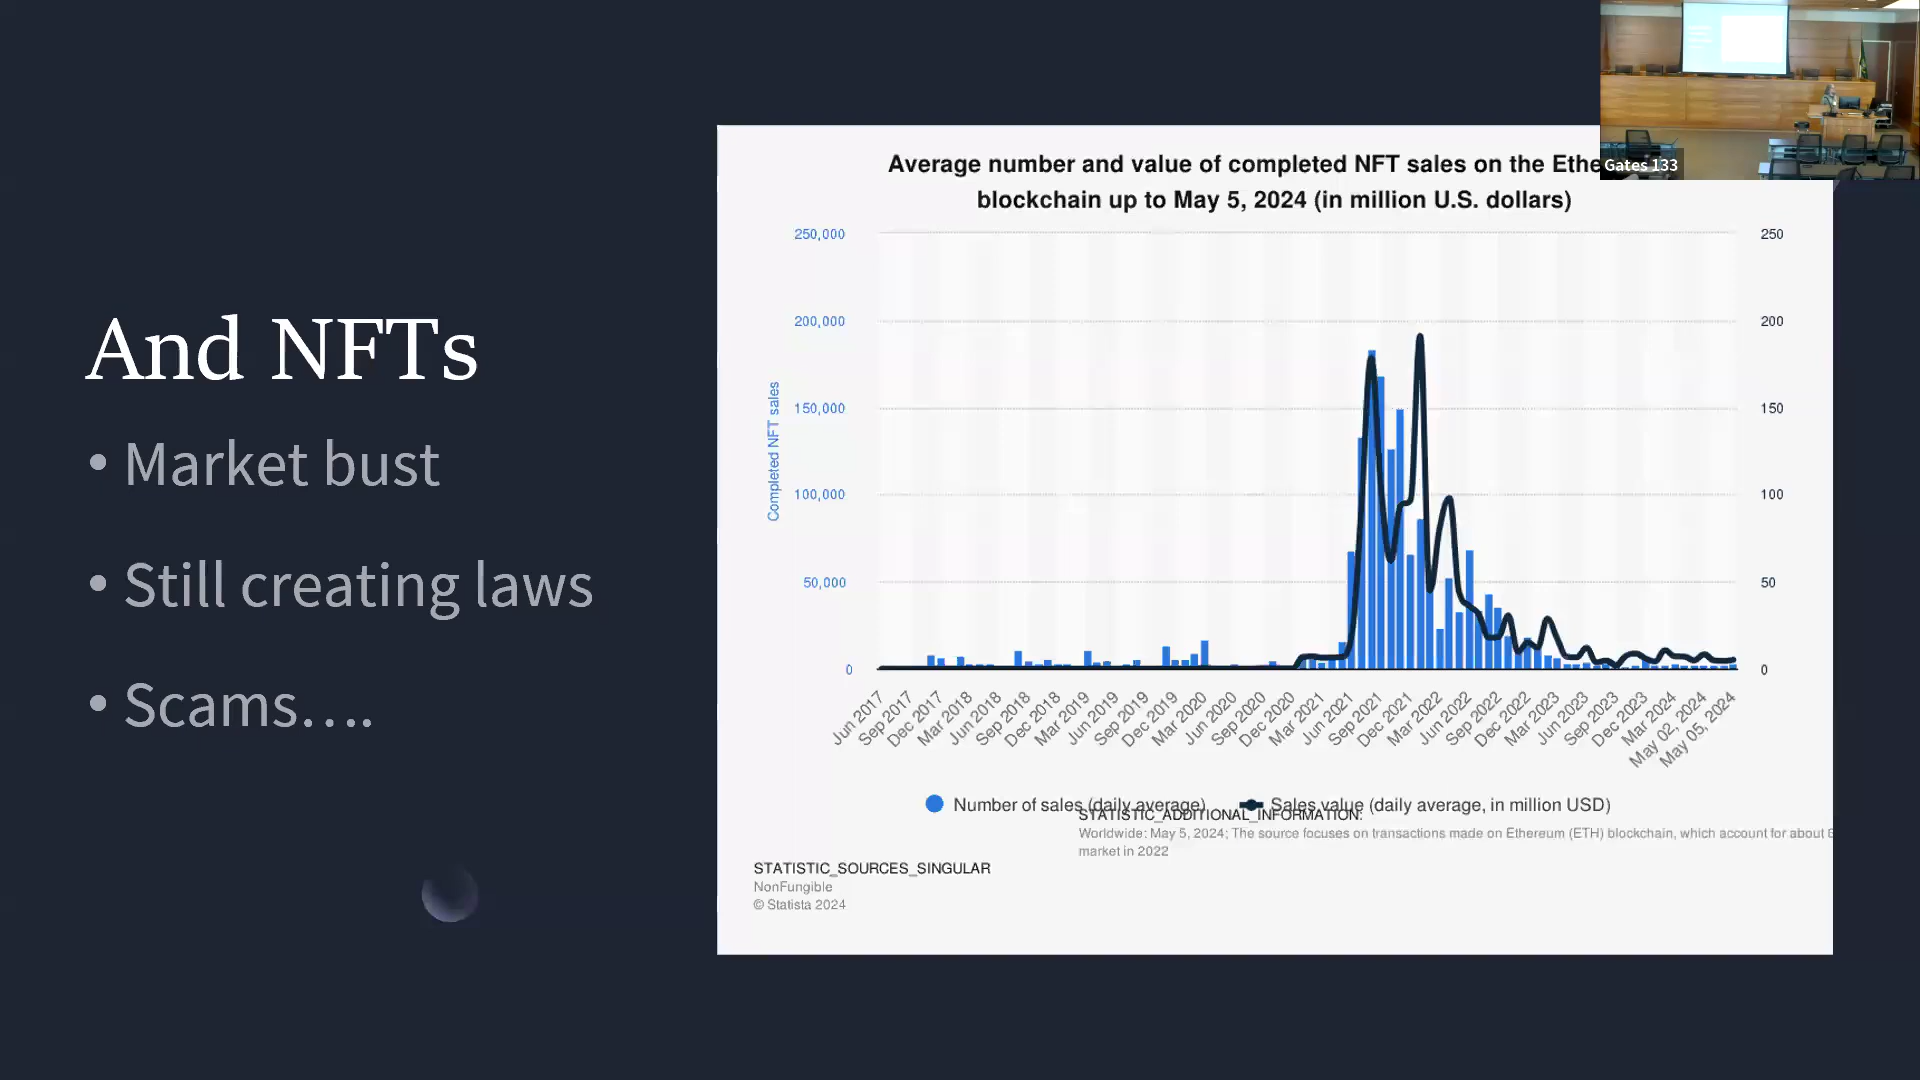 And NFTs
• Market bust
• Still creating laws
• Scams….
Average number and value of completed NFT sales on the Ethe
blockchain up to May 5, 2024 (in million U.S. dollars)
Gates 133
Completed NFT sales
250,000
200,000
150,000
100,000
50,000
0
250
200
150
100
50
0
Jun 2017
Sep 2017
Dec 2017
Mar 2018
Jun 2018
Sep 2018
Dec 2018
Mar 2019
Jun 2019
Sep 2019
Dec 2019
Mar 2020
Jun 2020
Sep 2020
Dec 2020
Mar 2021
Jun 2021
Sep 2021
Dec 2021
Mar 2022
Jun 2022
Sep 2022
Dec 2022
Mar 2023
Jun 2023
Sep 2023
Dec 2023
Mar 2024
May 02, 2024
May 05, 2024
Number of sales (daily average)
Sales value (daily average, in million USD)
STATISTIC_ADDITIONAL_INFORMATION:
Worldwide: May 5, 2024; The source focuses on transactions made on Ethereum (ETH) blockchain, which account for about
market in 2022
STATISTIC_SOURCES_SINGULAR
NonFungible
© Statista 2024